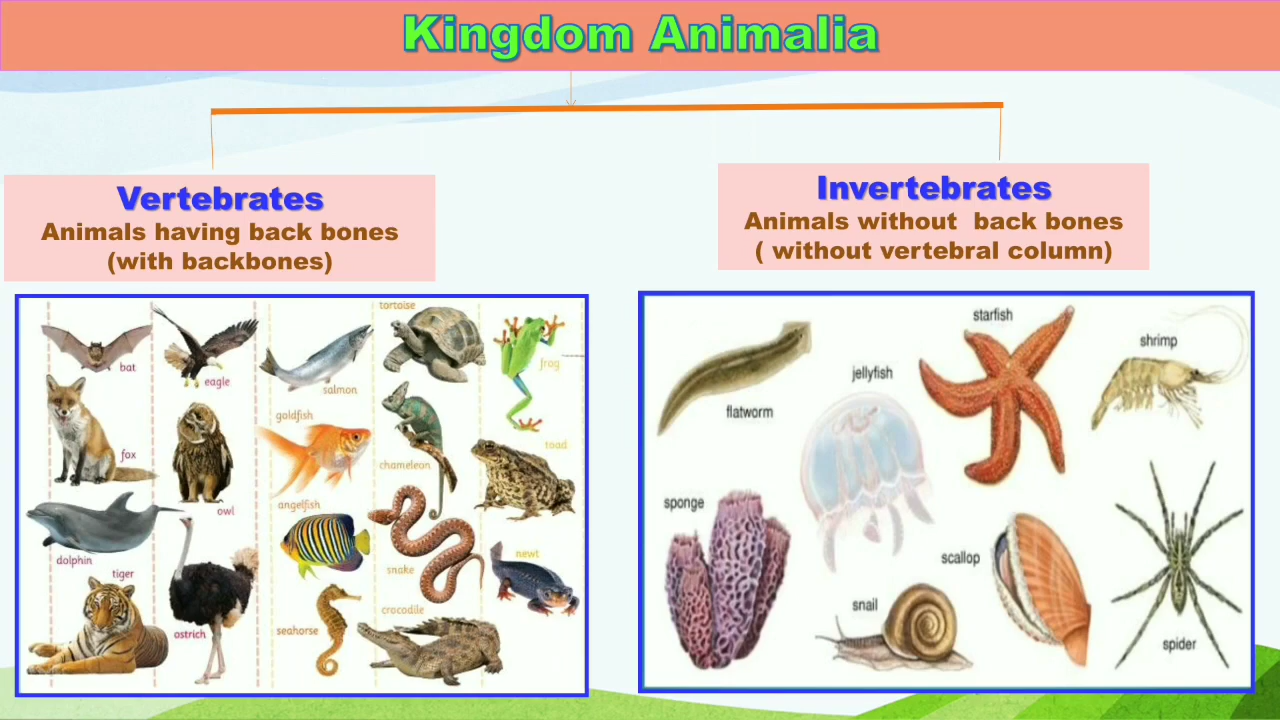 Kingdom Animalia
Vertebrates
Animals having back bones
(with backbones)
Invertebrates
Animals without  back bones
( without vertebral column)
tortoise
bat
eagle
salmon
frog
goldfish
fox
chameleon
toad
owl
angelfish
dolphin
tiger
snake
newt
ostrich
seahorse
crocodile
starfish
shrimp
jellyfish
flatworm
sponge
scallop
snail
spider